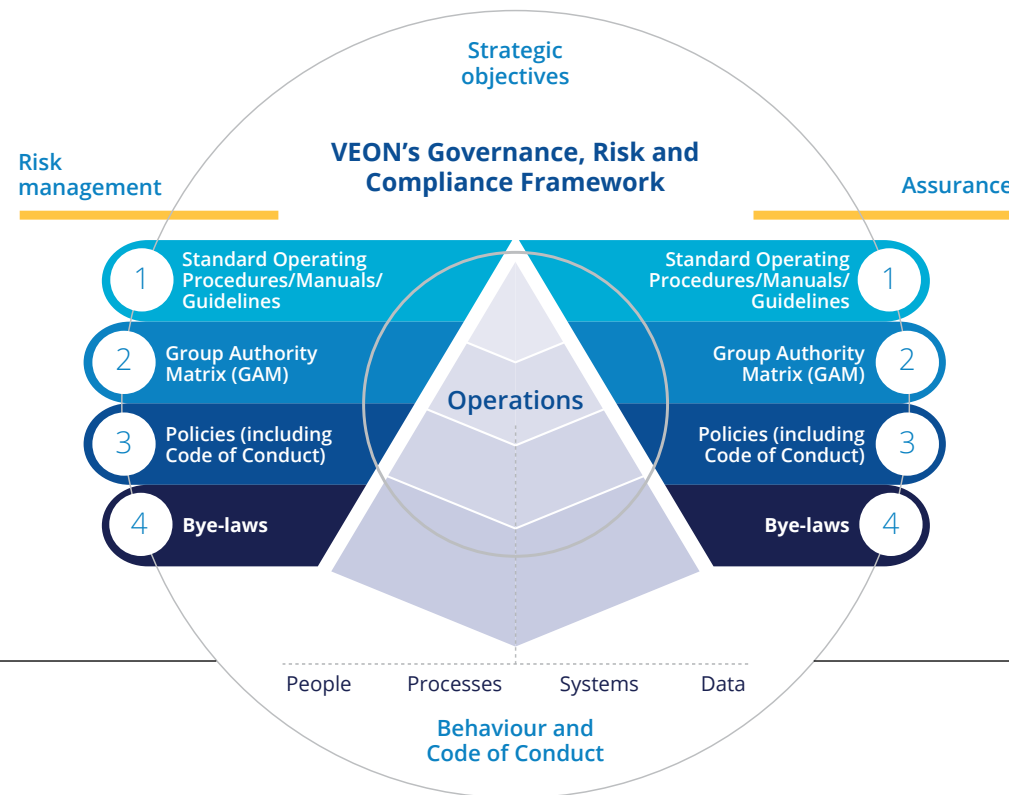 Strategic
objectives
VEON's Governance, Risk and
Compliance Framework
Risk
management
Assurance
1
Standard Operating
Procedures/Manuals/
Guidelines
Standard Operating
Procedures/Manuals/
Guidelines
1
2
Group Authority
Matrix (GAM)
Group Authority
Matrix (GAM)
2
Operations
3
Policies (including
Code of Conduct)
Policies (including
Code of Conduct)
3
4
Bye-laws
Bye-laws
4
People
Processes
Systems
Data
Behaviour and
Code of Conduct